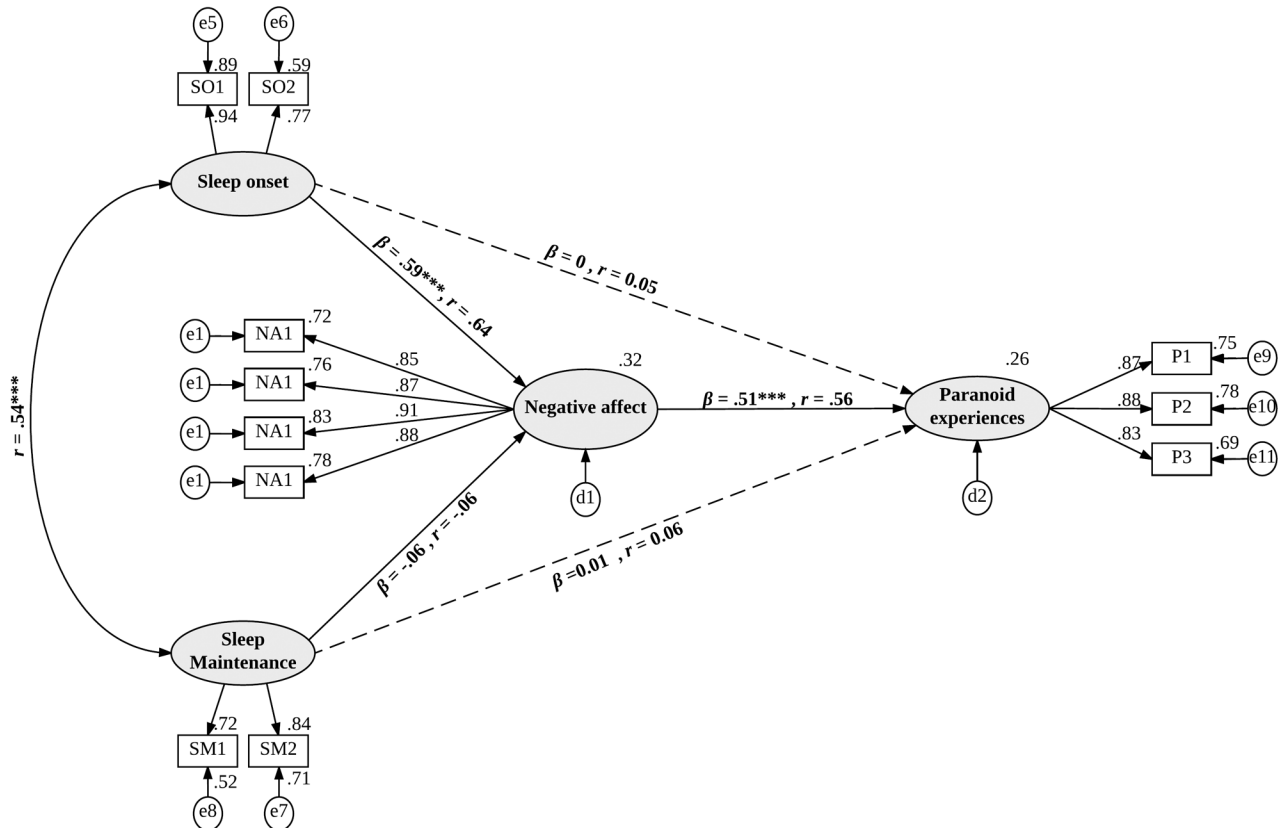 e5
e6
.89
.59
SO1
SO2
.94
.77
Sleep onset
β = 0 , r = 0.05
β = .59***, r = .64
r = .54***
e1
NA1
.72
.85
e1
NA1
.76
.87
e1
NA1
.83
.91
e1
NA1
.78
.88
.32
Negative affect
d1
β = .51*** , r = .56
.26
Paranoid
experiences
d2
.87
P1
.75
e9
.88
P2
.78
e10
.83
P3
.69
e11
β = -.06 , r = -.06
β =0.01 , r = 0.06
Sleep
Maintenance
.72
.84
SM1
SM2
.52
.71
e8
e7